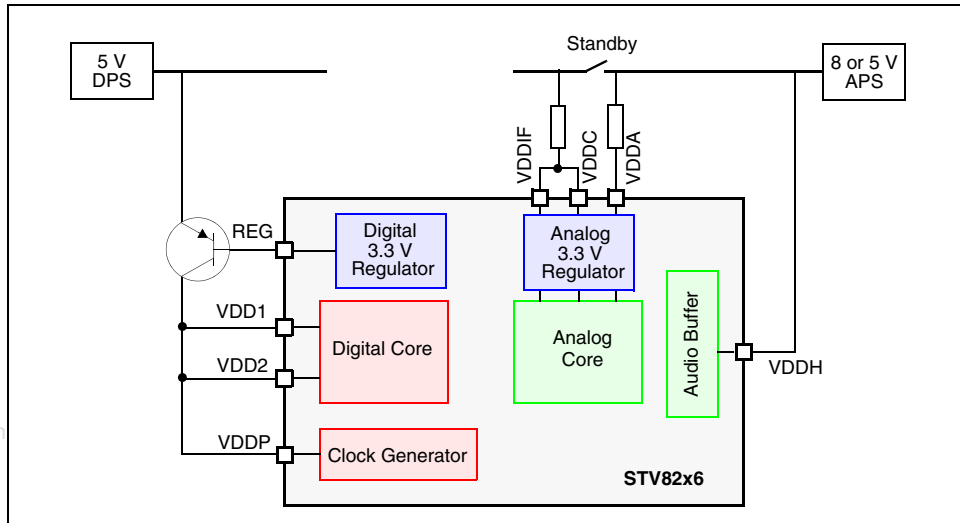 Standby
5 V
DPS
8 or 5 V
APS
VDDIF
VDDC
VDDA
REG
Digital
3.3 V
Regulator
Analog
3.3 V
Regulator
VDD1
Digital Core
Analog
Core
Audio Buffer
VDD2
VDDH
VDDP
Clock Generator
STV82x6